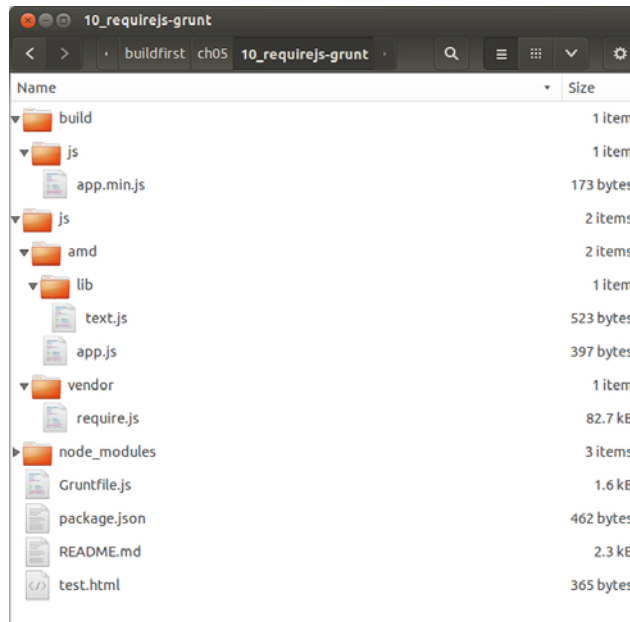 10_requirejs-grunt
buildfirst ch05 10_requirejs-grunt
Name Size
build 1 item
js 1 item
app.min.js 173 bytes
js 2 items
amd 2 items
lib 1 item
text.js 523 bytes
app.js 397 bytes
vendor 1 item
require.js 82.7 kB
node_modules 3 items
Gruntfile.js 1.6 kB
package.json 462 bytes
README.md 2.3 kB
test.html 365 bytes